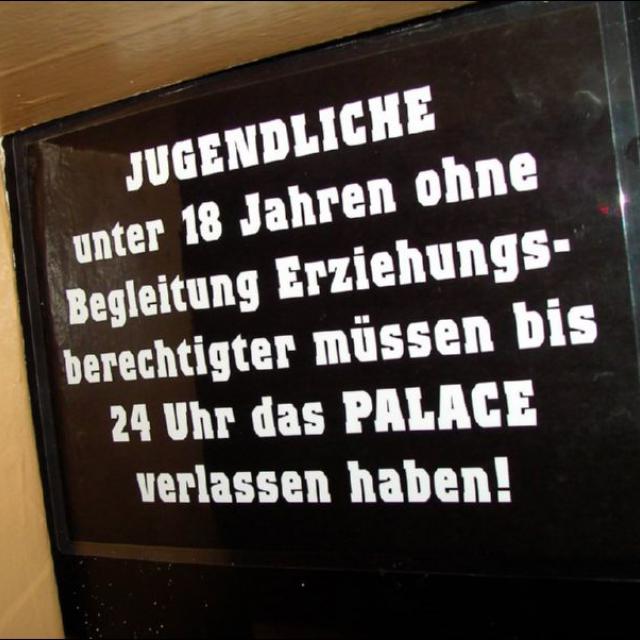 JUGENDLICHE
unter 18 Jahren ohne
Begleitung Erziehungs-
berechtigter müssen bis
24 Uhr das PALACE
verlassen haben!